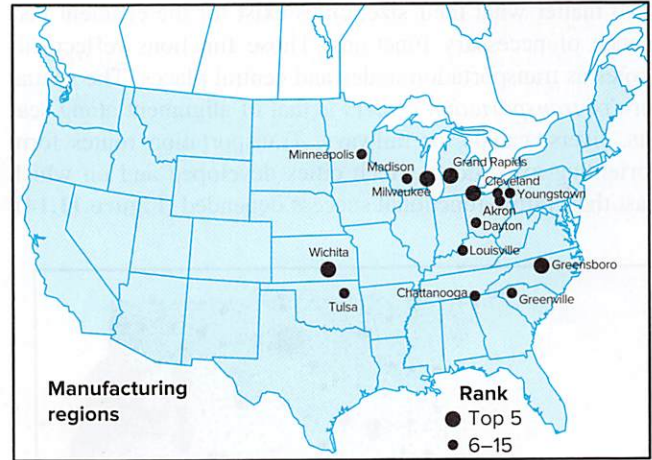 Minneapolis
Madison
Grand Rapids
Milwaukee
Cleveland
Youngstown
Akron
Dayton
Wichita
Louisville
Greensboro
Tulsa
Chattanooga
Greenville
Manufacturing
regions
Rank
Top 5
6–15